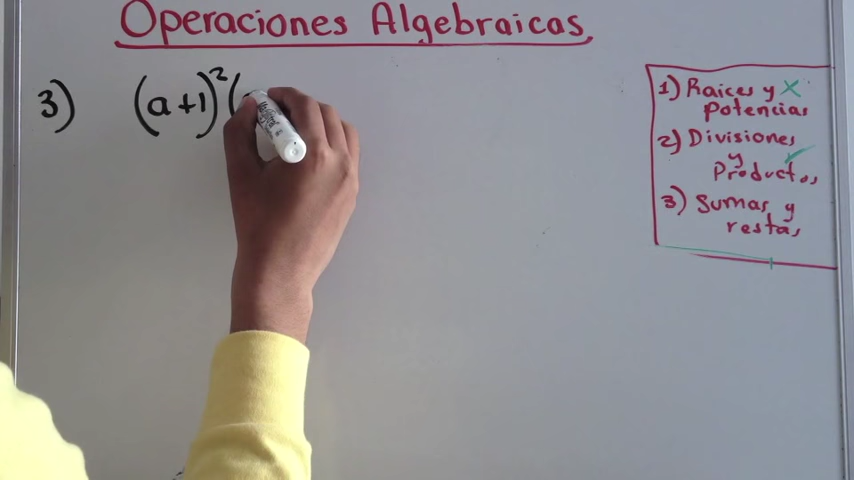 Operaciones Algebraicas
3) (a+1)²(
1) Raices y x
potencias
2) Divisiones
y
Productos ✓
3) Sumas y
restas